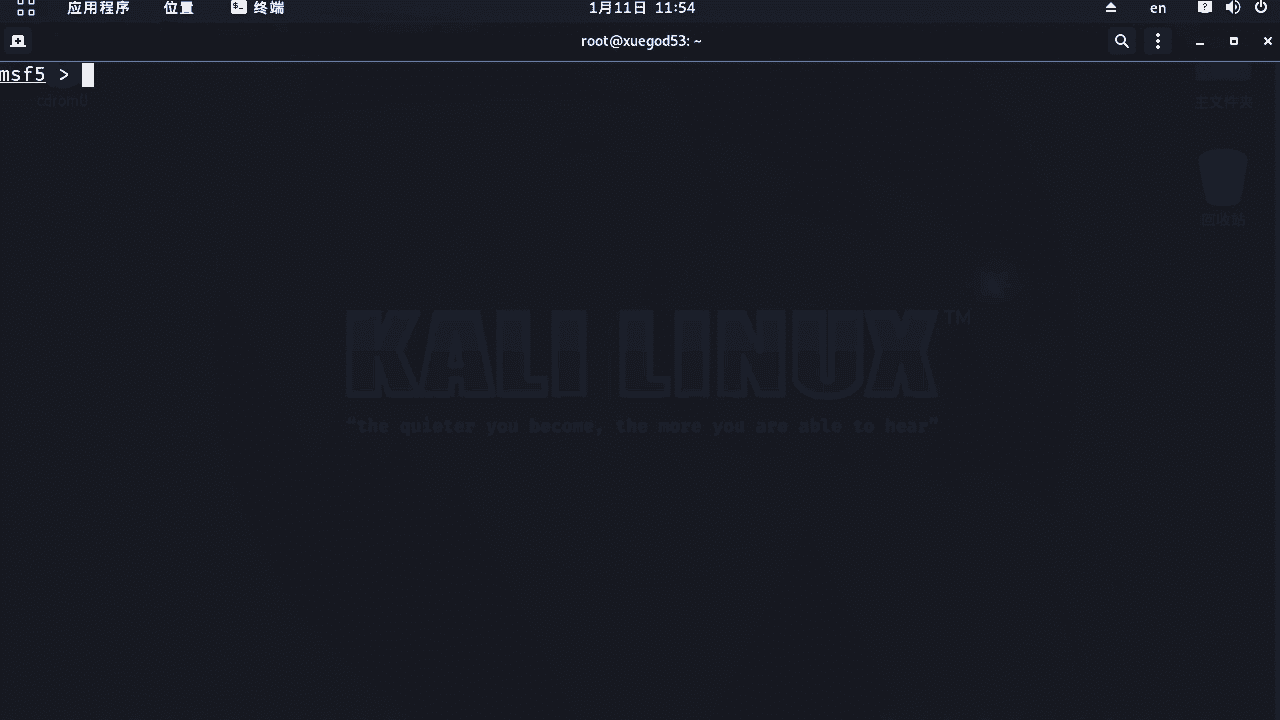 应用程序 位置 终端 1月11日 11:54 en
root@xuegod53: ~
msf5 >
cdrom0
主文件夹
回收站
KALI LINUX™
“the quieter you become, the more you are able to hear”